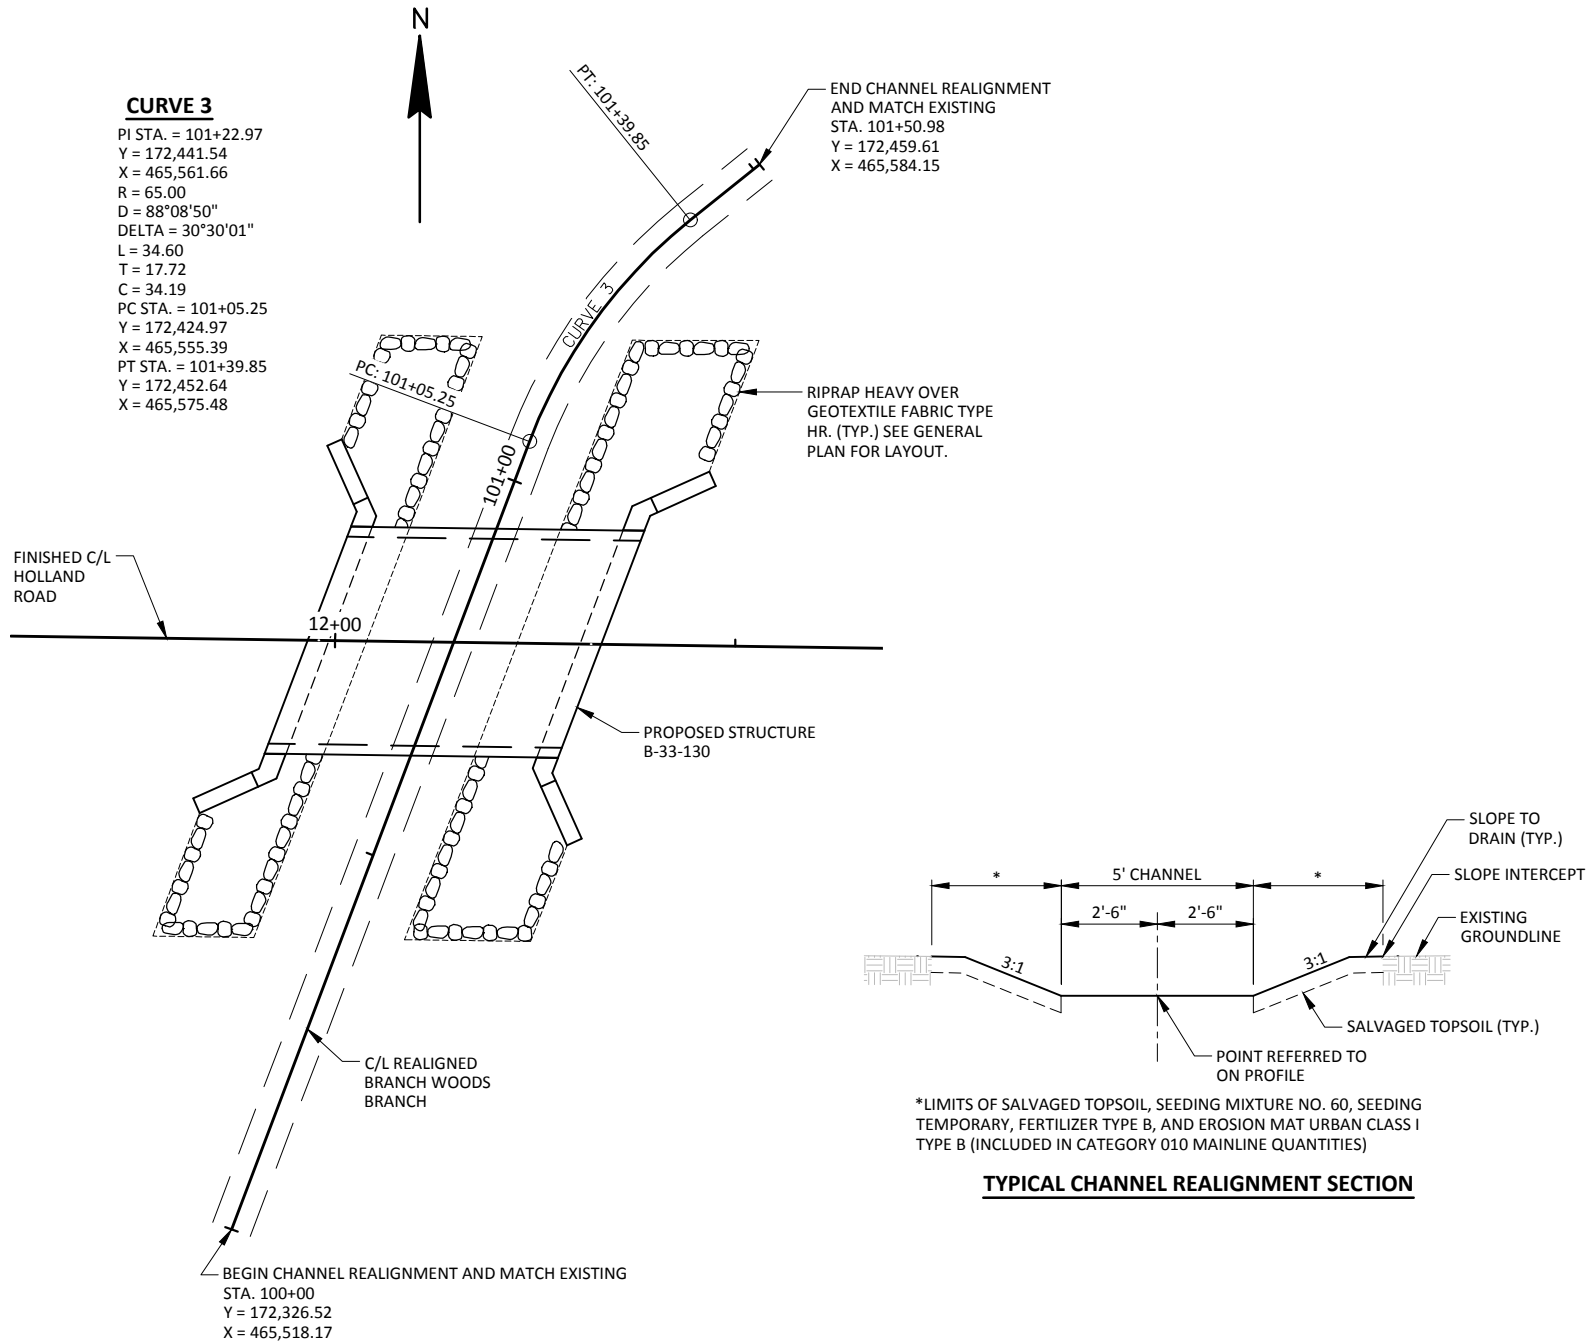 N
CURVE 3
PI STA. = 101+22.97
Y = 172,441.54
X = 465,561.66
R = 65.00
D = 88°08'50"
DELTA = 30°30'01"
L = 34.60
T = 17.72
C = 34.19
PC STA. = 101+05.25
Y = 172,424.97
X = 465,555.39
PT STA. = 101+39.85
Y = 172,452.64
X = 465,575.48
PT: 101+39.85
END CHANNEL REALIGNMENT
AND MATCH EXISTING
STA. 101+50.98
Y = 172,459.61
X = 465,584.15
CURVE 3
PC: 101+05.25
101+00
RIPRAP HEAVY OVER
GEOTEXTILE FABRIC TYPE
HR. (TYP.) SEE GENERAL
PLAN FOR LAYOUT.
FINISHED C/L
HOLLAND
ROAD
12+00
PROPOSED STRUCTURE
B-33-130
C/L REALIGNED
BRANCH WOODS
BRANCH
BEGIN CHANNEL REALIGNMENT AND MATCH EXISTING
STA. 100+00
Y = 172,326.52
X = 465,518.17
SLOPE TO
DRAIN (TYP.)
SLOPE INTERCEPT
EXISTING
GROUNDLINE
* 5' CHANNEL *
2'-6" 2'-6"
3:1 3:1
SALVAGED TOPSOIL (TYP.)
POINT REFERRED TO
ON PROFILE
*LIMITS OF SALVAGED TOPSOIL, SEEDING MIXTURE NO. 60, SEEDING
TEMPORARY, FERTILIZER TYPE B, AND EROSION MAT URBAN CLASS I
TYPE B (INCLUDED IN CATEGORY 010 MAINLINE QUANTITIES)
TYPICAL CHANNEL REALIGNMENT SECTION